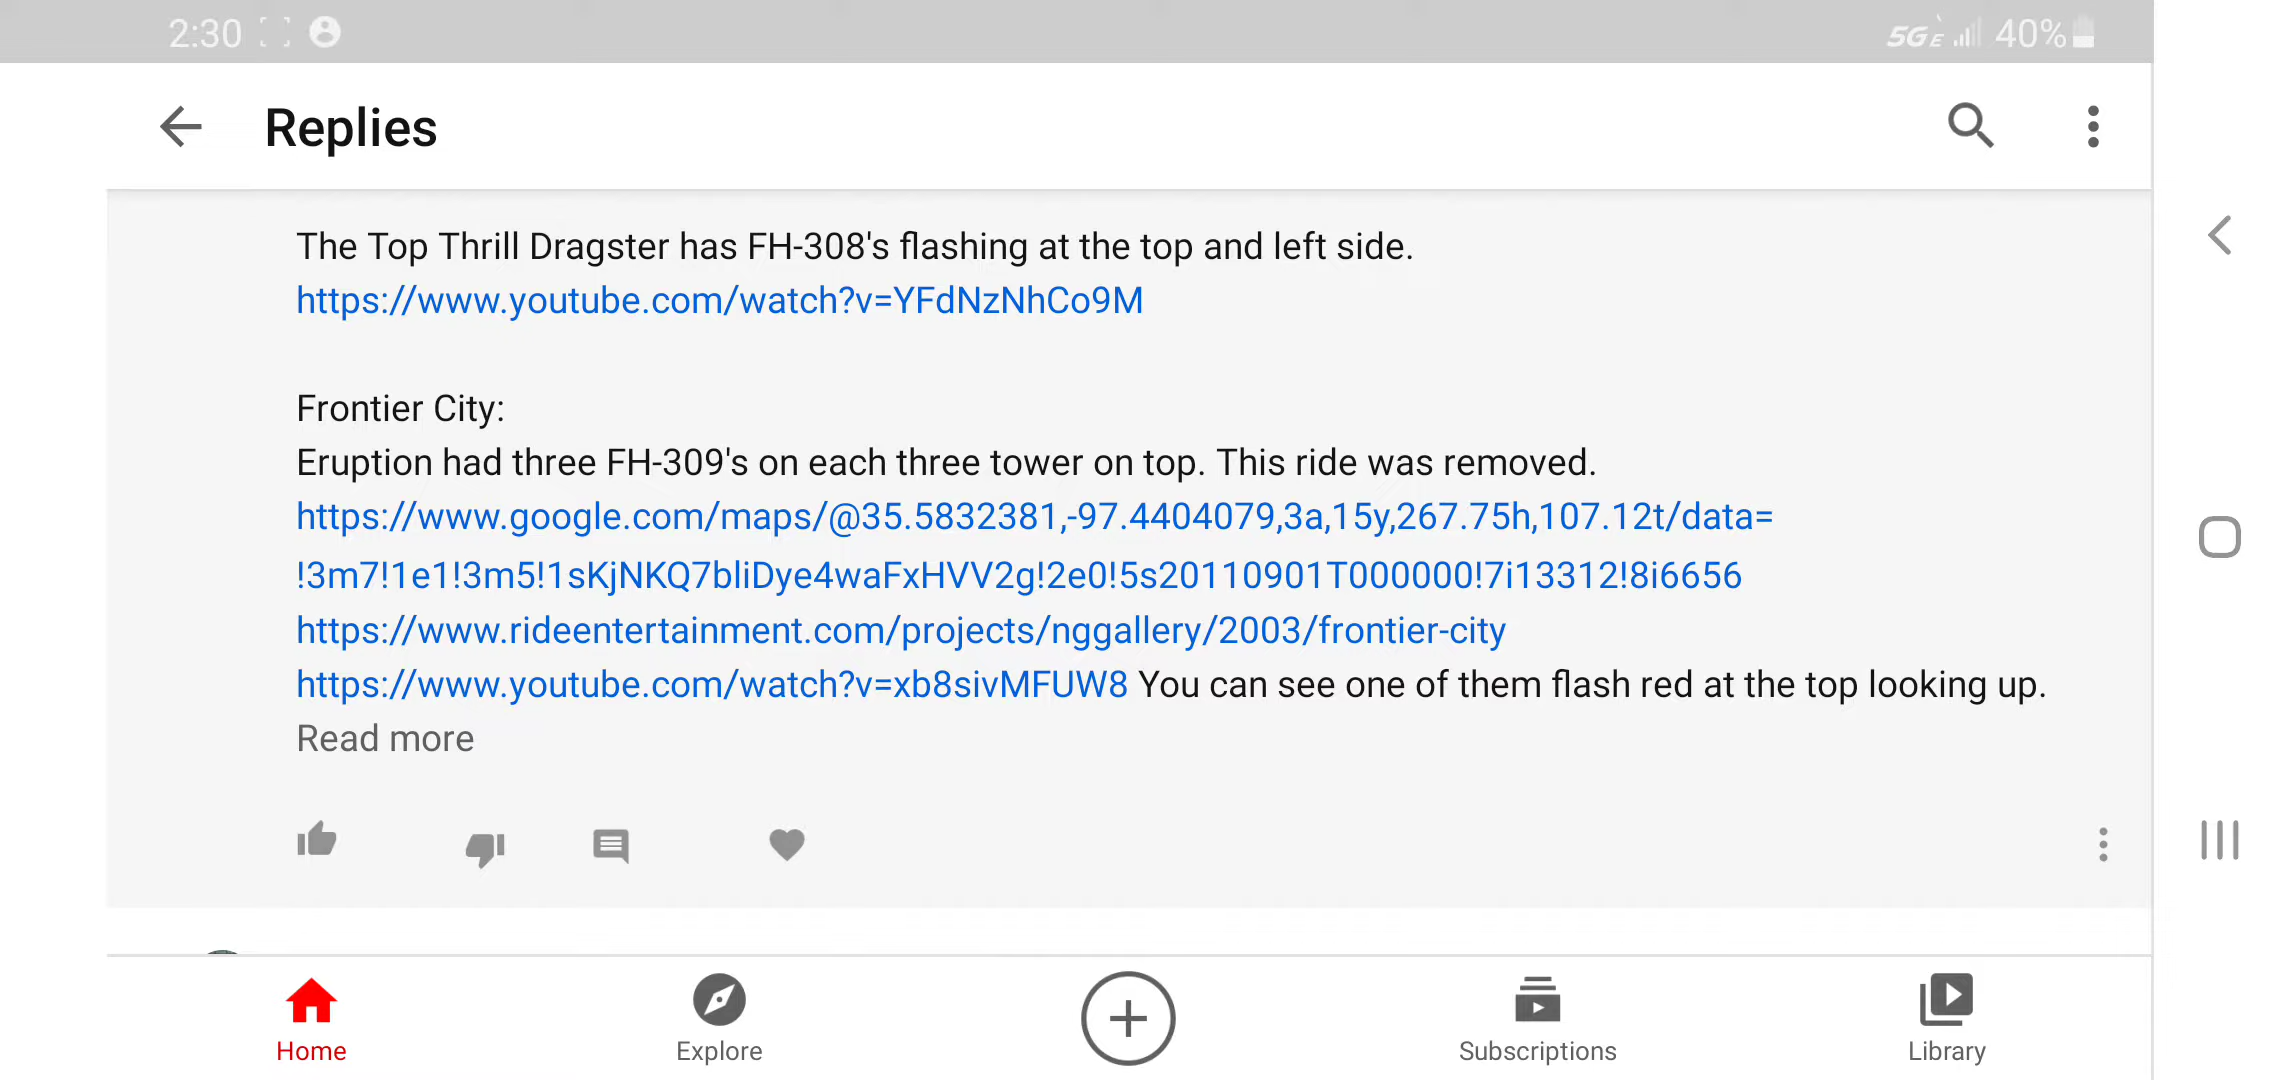 2:30 5GE 40%
Replies
The Top Thrill Dragster has FH-308's flashing at the top and left side.
https://www.youtube.com/watch?v=YFdNzNhCo9M
Frontier City:
Eruption had three FH-309's on each three tower on top. This ride was removed.
https://www.google.com/maps/@35.5832381,-97.4404079,3a,15y,267.75h,107.12t/data=
!3m7!1e1!3m5!1sKjNKQ7bliDye4waFxHVV2g!2e0!5s20110901T000000!7i13312!8i6656
https://www.rideentertainment.com/projects/nggallery/2003/frontier-city
https://www.youtube.com/watch?v=xb8sivMFUW8 You can see one of them flash red at the top looking up.
Read more
Home Explore Subscriptions Library